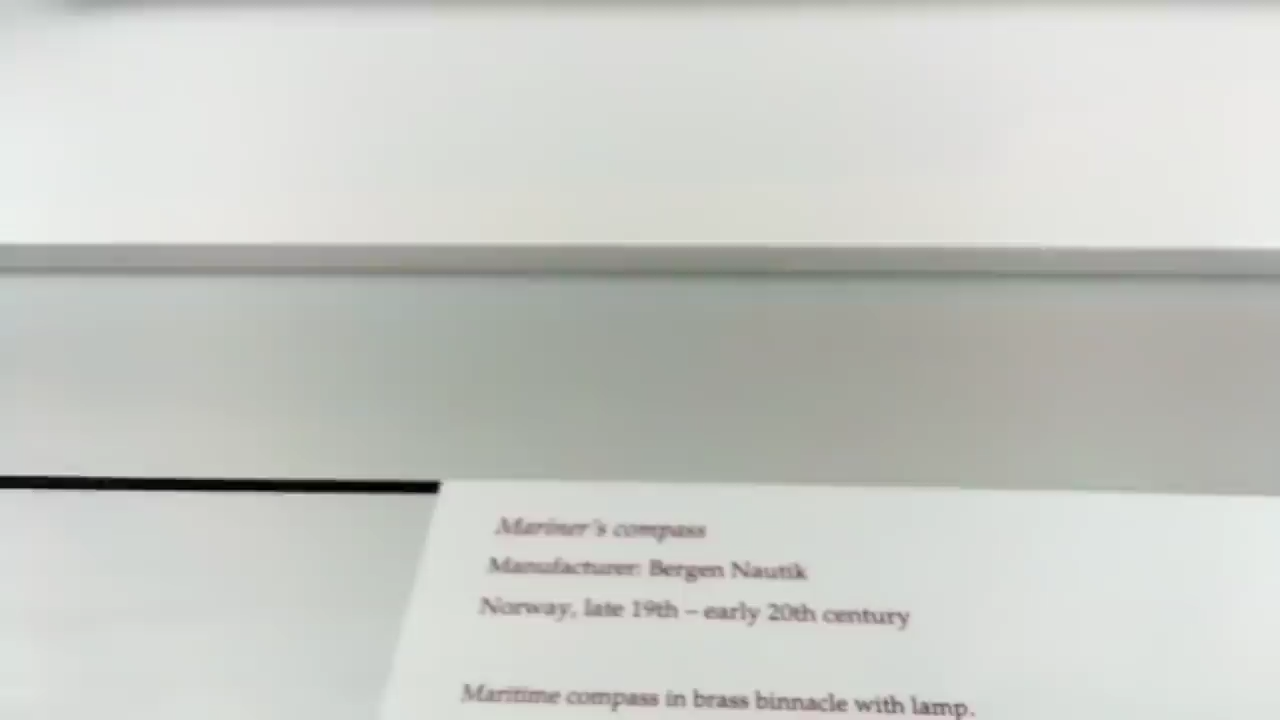 Mariner's compass
Manufacturer: Bergen Nautik
Norway, late 19th – early 20th century
Maritime compass in brass binnacle with lamp.